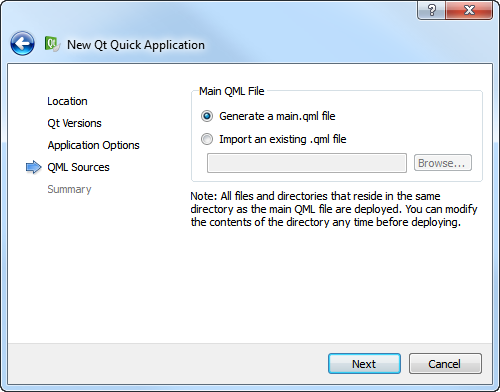 New Qt Quick Application
Location
Qt Versions
Application Options
QML Sources
Summary
Main QML File
Generate a main.qml file
Import an existing .qml file
Browse...
Note: All files and directories that reside in the same
directory as the main QML file are deployed. You can modify
the contents of the directory any time before deploying.
Next
Cancel